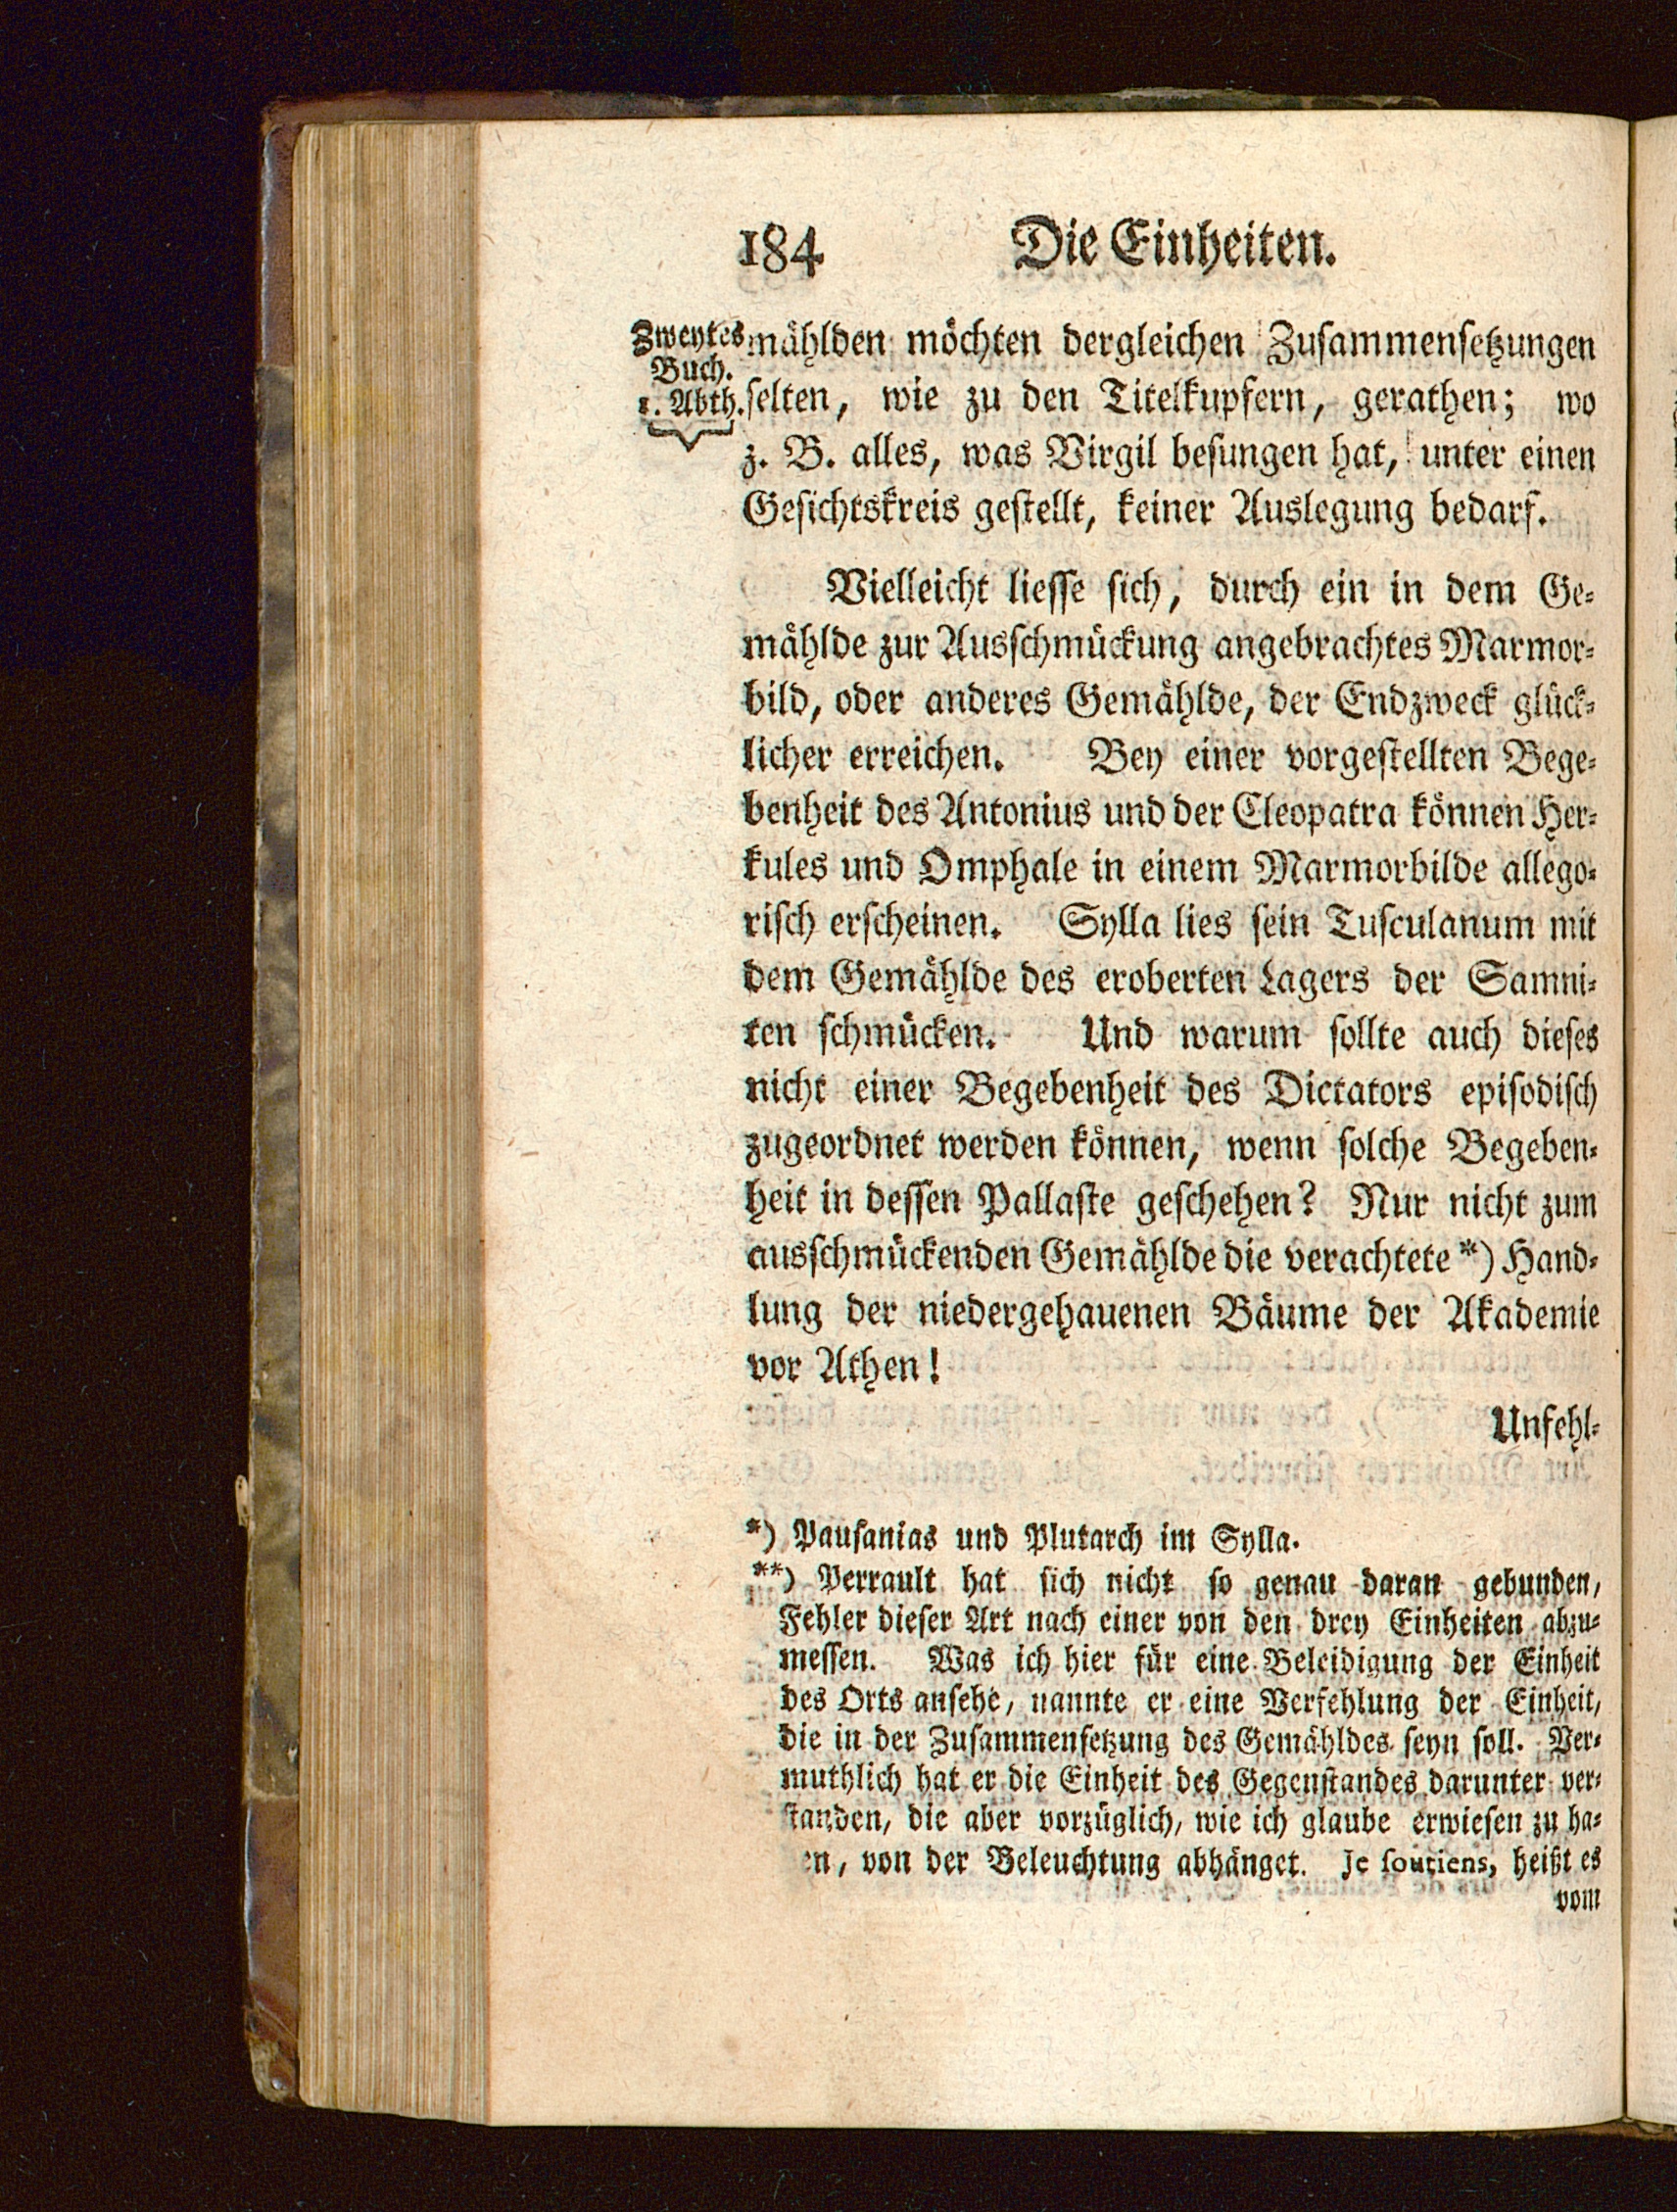 184 Die Einheiten.
Zweytes
Buch.
1. Abth.
mählden möchten dergleichen Zusammensetzungen
selten, wie zu den Titelkupfern, gerathen; wo
z. B. alles, was Virgil besungen hat, unter einen
Gesichtskreis gestellt, keiner Auslegung bedarf.
Vielleicht liesse sich, durch ein in dem Ge-
mählde zur Ausschmückung angebrachtes Marmor-
bild, oder anderes Gemählde, der Endzweck glück-
licher erreichen. Bey einer vorgestellten Bege-
benheit des Antonius und der Cleopatra können Her-
kules und Omphale in einem Marmorbilde allego-
risch erscheinen. Sylla lies sein Tusculanum mit
dem Gemählde des eroberten Lagers der Samni-
ten schmücken. Und warum sollte auch dieses
nicht einer Begebenheit des Dictators episodisch
zugeordnet werden können, wenn solche Begeben-
heit in dessen Pallaste geschehen? Nur nicht zum
ausschmückenden Gemählde die verachtete *) Hand-
lung der niedergehauenen Bäume der Akademie
vor Athen!
Unfehl-
*) Pausanias und Plutarch im Sylla.
**) Perrault hat sich nicht so genau daran gebunden,
Fehler dieser Art nach einer von den drey Einheiten abzu-
messen. Was ich hier für eine Beleidigung der Einheit
des Orts ansehe, nannte er eine Verfehlung der Einheit,
die in der Zusammensetzung des Gemähldes seyn soll. Ver-
muthlich hat er die Einheit des Gegenstandes darunter ver-
standen, die aber vorzüglich, wie ich glaube erwiesen zu ha-
en, von der Beleuchtung abhänget. Je soutiens, heißt es
vom